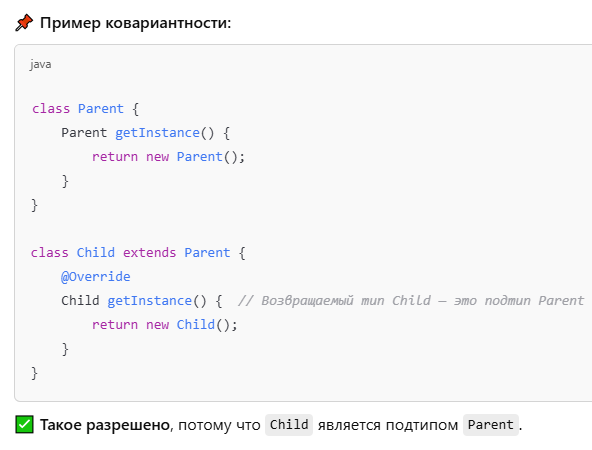 📌 Пример ковариантности:
java
class Parent {
    Parent getInstance() {
        return new Parent();
    }
}

class Child extends Parent {
    @Override
    Child getInstance() {  // Возвращаемый тип Child — это подтип Parent
        return new Child();
    }
}
✅ Такое разрешено, потому что Child является подтипом Parent.